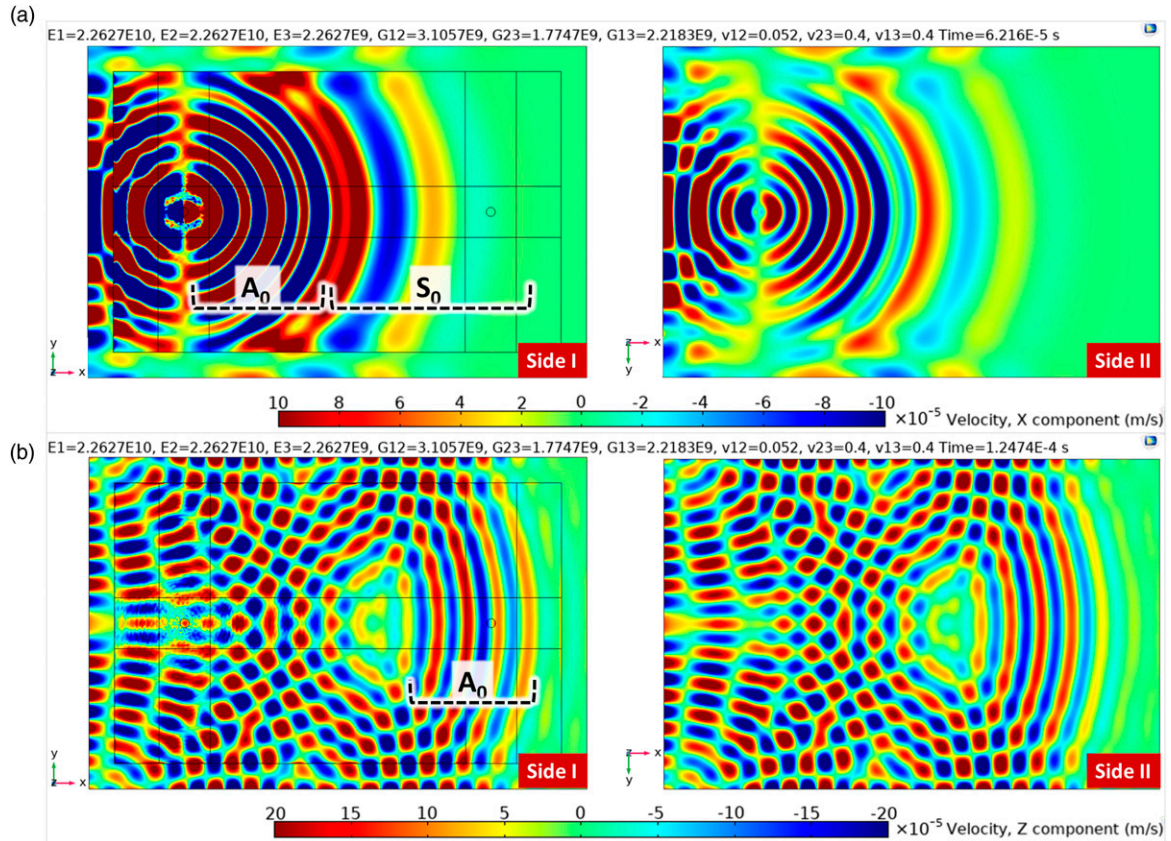 (a)
E1=2.2627E10, E2=2.2627E10, E3=2.2627E9, G12=3.1057E9, G23=1.7747E9, G13=2.2183E9, v12=0.052, v23=0.4, v13=0.4 Time=6.216E-5 s
A0
S0
y
z x
Side I
z x
y
Side II
10 8 6 4 2 0 -2 -4 -6 -8 -10 ×10-5 Velocity, X component (m/s)
(b)
E1=2.2627E10, E2=2.2627E10, E3=2.2627E9, G12=3.1057E9, G23=1.7747E9, G13=2.2183E9, v12=0.052, v23=0.4, v13=0.4 Time=1.2474E-4 s
A0
y
z x
Side I
z x
y
Side II
20 15 10 5 0 -5 -10 -15 -20 ×10-5 Velocity, Z component (m/s)